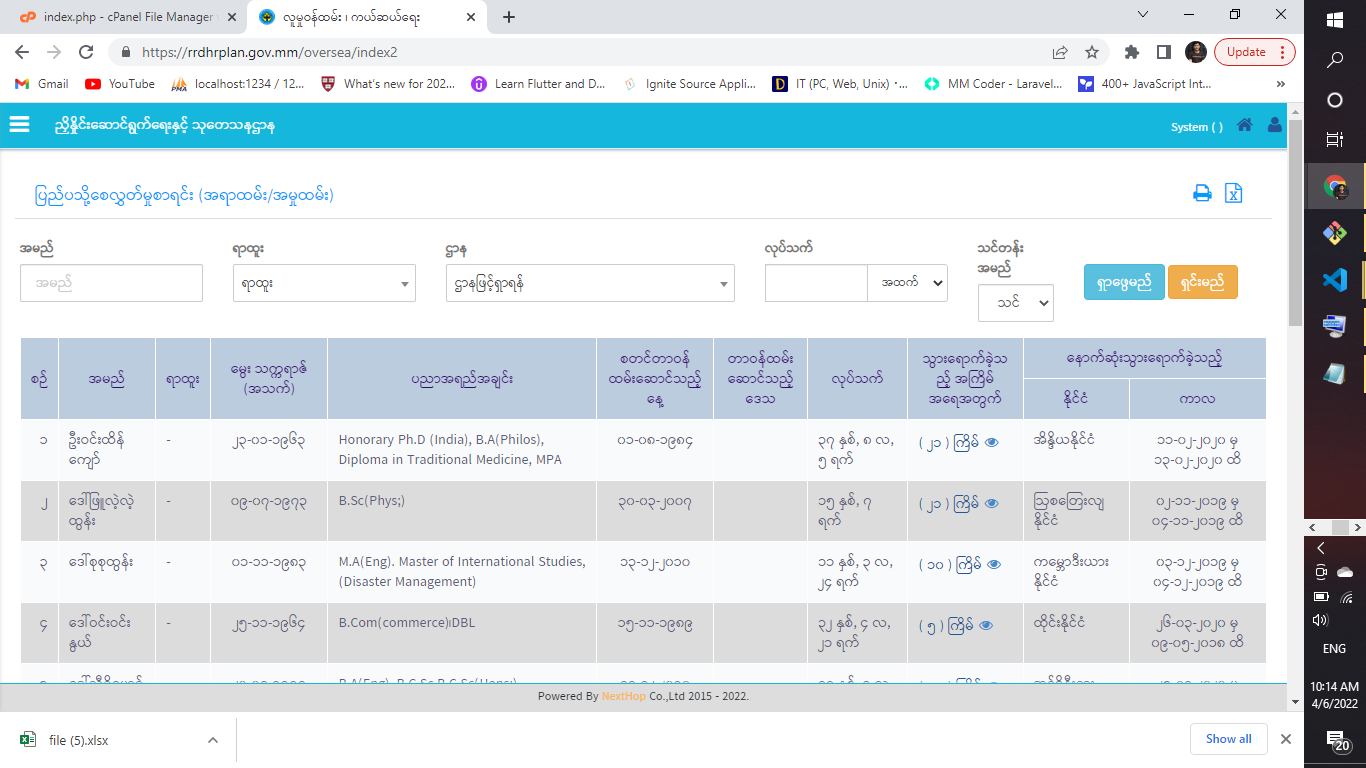 index.php - cPanel File Manager
လူမှုဝန်ထမ်း ၊ ကယ်ဆယ်ရေး
https://rrdhrplan.gov.mm/oversea/index2
Update
Gmail
YouTube
localhost:1234 / 12...
What's new for 202...
Learn Flutter and D...
Ignite Source Appli...
IT (PC, Web, Unix) ・...
MM Coder - Laravel...
400+ JavaScript Int...
»
ညှိနှိုင်းဆောင်ရွက်ရေးနှင့် သုတေသနဌာန
System ( )
ပြည်ပသို့စေလွှတ်မှုစာရင်း (အရာထမ်း/အမှုထမ်း)
အမည်
ရာထူး
ဌာန
လုပ်သက်
သင်တန်း
အမည်
အမည်
ရာထူး
ဌာနဖြင့်ရှာရန်
အထက်
သင်
ရှာဖွေမည်
ရှင်းမည်
စဉ်
အမည်
ရာထူး
မွေး သက္ကရာဇ်
(အသက်)
ပညာအရည်အချင်း
စတင်တာဝန်
ထမ်းဆောင်သည့်
နေ့
တာဝန်ထမ်း
ဆောင်သည့်
ဒေသ
လုပ်သက်
သွားရောက်ခဲ့သ
ည့် အကြိမ်
အရေအတွက်
နောက်ဆုံးသွားရောက်ခဲ့သည့်
နိုင်ငံ
ကာလ
၁
ဦးဝင်းထိန်
ကျော်
-
၂၃-၁၁-၁၉၆၃
Honorary Ph.D (India), B.A(Philos),
Diploma in Traditional Medicine, MPA
၀၁-၀၈-၁၉၈၄
၃၇ နှစ်, ၈ လ,
၅ ရက်
( ၂၁ ) ကြိမ်
အိန္ဒိယနိုင်ငံ
၁၁-၀၂-၂၀၂၀ မှ
၁၃-၀၂-၂၀၂၀ ထိ
၂
ဒေါ်ဖြူလဲ့လဲ့
ထွန်း
-
၀၉-၀၇-၁၉၇၃
B.Sc(Phys;)
၃၀-၀၃-၂၀၀၇
၁၅ နှစ်, ၇
ရက်
( ၂၁ ) ကြိမ်
ဩစတြေးလျ
နိုင်ငံ
၀၂-၁၁-၂၀၁၉ မှ
၀၄-၁၁-၂၀၁၉ ထိ
၃
ဒေါ်စုစုထွန်း
-
၀၁-၁၁-၁၉၈၃
M.A(Eng). Master of International Studies,
(Disaster Management)
၁၃-၁၂-၂၀၁၀
၁၁ နှစ်, ၃ လ,
၂၄ ရက်
( ၁၀ ) ကြိမ်
ကမ္ဘောဒီးယား
နိုင်ငံ
၀၃-၁၂-၂၀၁၉ မှ
၀၄-၁၂-၂၀၁၉ ထိ
၄
ဒေါ်ဝင်းဝင်း
နွယ်
-
၂၅-၁၁-၁၉၆၄
B.Com(commerce)၊DBL
၁၅-၁၁-၁၉၈၉
၃၂ နှစ်, ၄ လ,
၂၁ ရက်
( ၅ ) ကြိမ်
ထိုင်းနိုင်ငံ
၂၆-၀၃-၂၀၂၀ မှ
၀၉-၀၅-၂၀၁၈ ထိ
Powered By NextHop Co.,Ltd 2015 - 2022.
file (5).xlsx
Show all
ENG
10:14 AM
4/6/2022
20